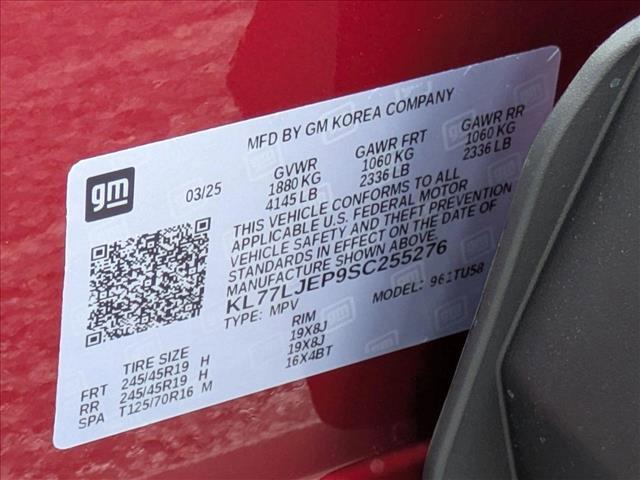 MFD BY GM KOREA COMPANY
gm
03/25
GVWR GAWR FRT GAWR RR
1880 KG 1060 KG 1060 KG
4145 LB 2336 LB 2336 LB
THIS VEHICLE CONFORMS TO ALL
APPLICABLE U.S. FEDERAL MOTOR
VEHICLE SAFETY AND THEFT PREVENTION
STANDARDS IN EFFECT ON THE DATE OF
MANUFACTURE SHOWN ABOVE.
KL77LJEP9SC255276
TYPE: MPV MODEL: 961TU58
TIRE SIZE RIM
FRT 245/45R19 H 19X8J
RR 245/45R19 H 19X8J
SPA T125/70R16 M 16X4BT